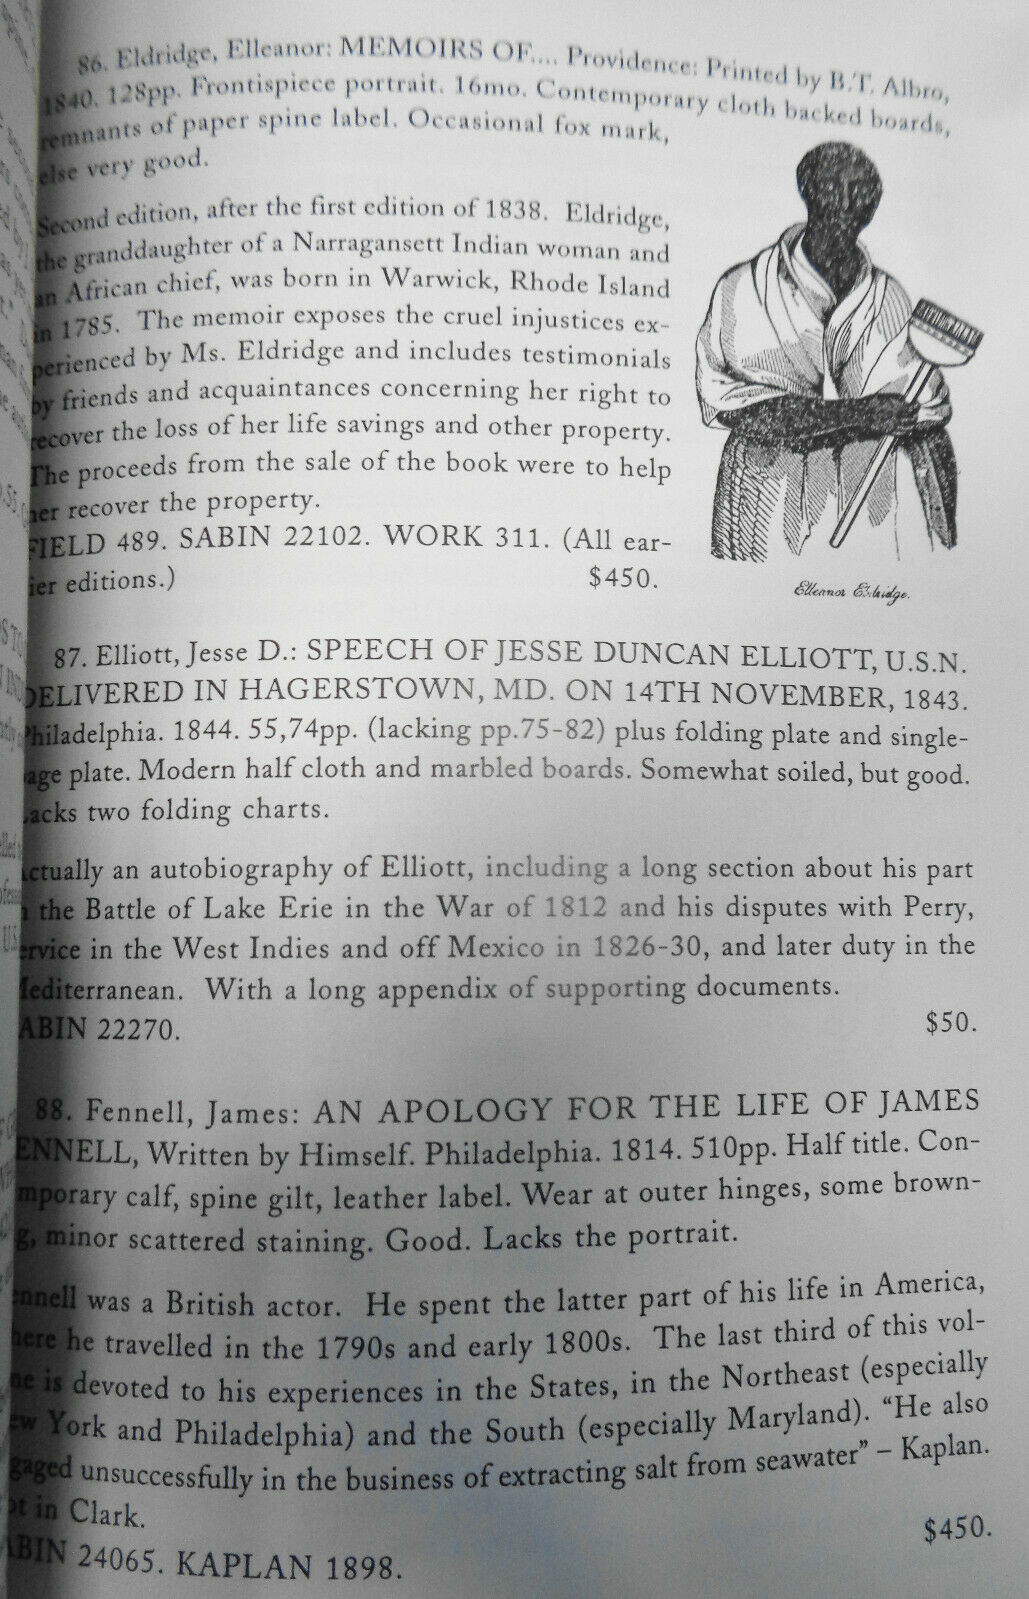 86. Eldridge, Elleanor: MEMOIRS OF.... Providence: Printed by B.T. Albro,
1840. 128pp. Frontispiece portrait. 16mo. Contemporary cloth backed boards,
remnants of paper spine label. Occasional fox mark,
else very good.
Second edition, after the first edition of 1838. Eldridge,
the granddaughter of a Narragansett Indian woman and
an African chief, was born in Warwick, Rhode Island
in 1785. The memoir exposes the cruel injustices ex-
perienced by Ms. Eldridge and includes testimonials
by friends and acquaintances concerning her right to
recover the loss of her life savings and other property.
The proceeds from the sale of the book were to help
her recover the property.
FIELD 489. SABIN 22102. WORK 311. (All ear-
ier editions.) $450.
Elleanor Eldridge.
87. Elliott, Jesse D.: SPEECH OF JESSE DUNCAN ELLIOTT, U.S.N.
DELIVERED IN HAGERSTOWN, MD. ON 14TH NOVEMBER, 1843.
Philadelphia. 1844. 55,74pp. (lacking pp.75-82) plus folding plate and single-
age plate. Modern half cloth and marbled boards. Somewhat soiled, but good.
Lacks two folding charts.
ctually an autobiography of Elliott, including a long section about his part
the Battle of Lake Erie in the War of 1812 and his disputes with Perry,
ervice in the West Indies and off Mexico in 1826-30, and later duty in the
Mediterranean. With a long appendix of supporting documents.
ABIN 22270. $50.
88. Fennell, James: AN APOLOGY FOR THE LIFE OF JAMES
ENNELL, Written by Himself. Philadelphia. 1814. 510pp. Half title. Con-
mporary calf, spine gilt, leather label. Wear at outer hinges, some brown-
g, minor scattered staining. Good. Lacks the portrait.
ennell was a British actor. He spent the latter part of his life in America,
here he travelled in the 1790s and early 1800s. The last third of this vol-
ne is devoted to his experiences in the States, in the Northeast (especially
ew York and Philadelphia) and the South (especially Maryland). "He also
gaged unsuccessfully in the business of extracting salt from seawater" – Kaplan.
ot in Clark. $450.
ABIN 24065. KAPLAN 1898.